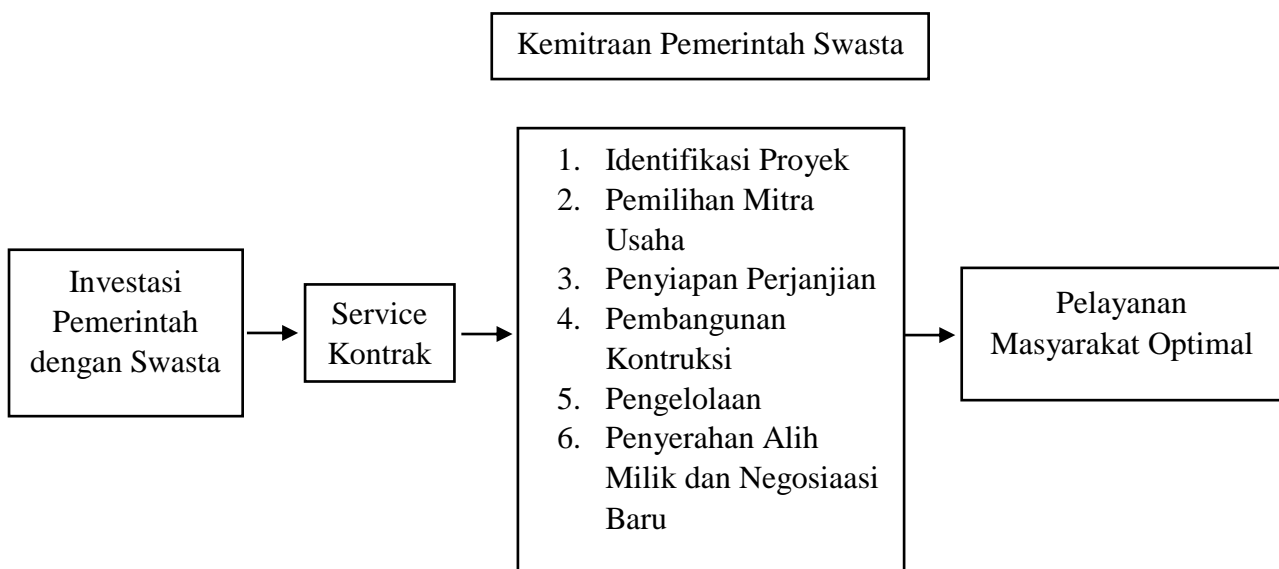 Kemitraan Pemerintah Swasta
Investasi
Pemerintah
dengan Swasta
Service
Kontrak
1. Identifikasi Proyek
2. Pemilihan Mitra
Usaha
3. Penyiapan Perjanjian
4. Pembangunan
Kontruksi
5. Pengelolaan
6. Penyerahan Alih
Milik dan Negosiaasi
Baru
Pelayanan
Masyarakat Optimal